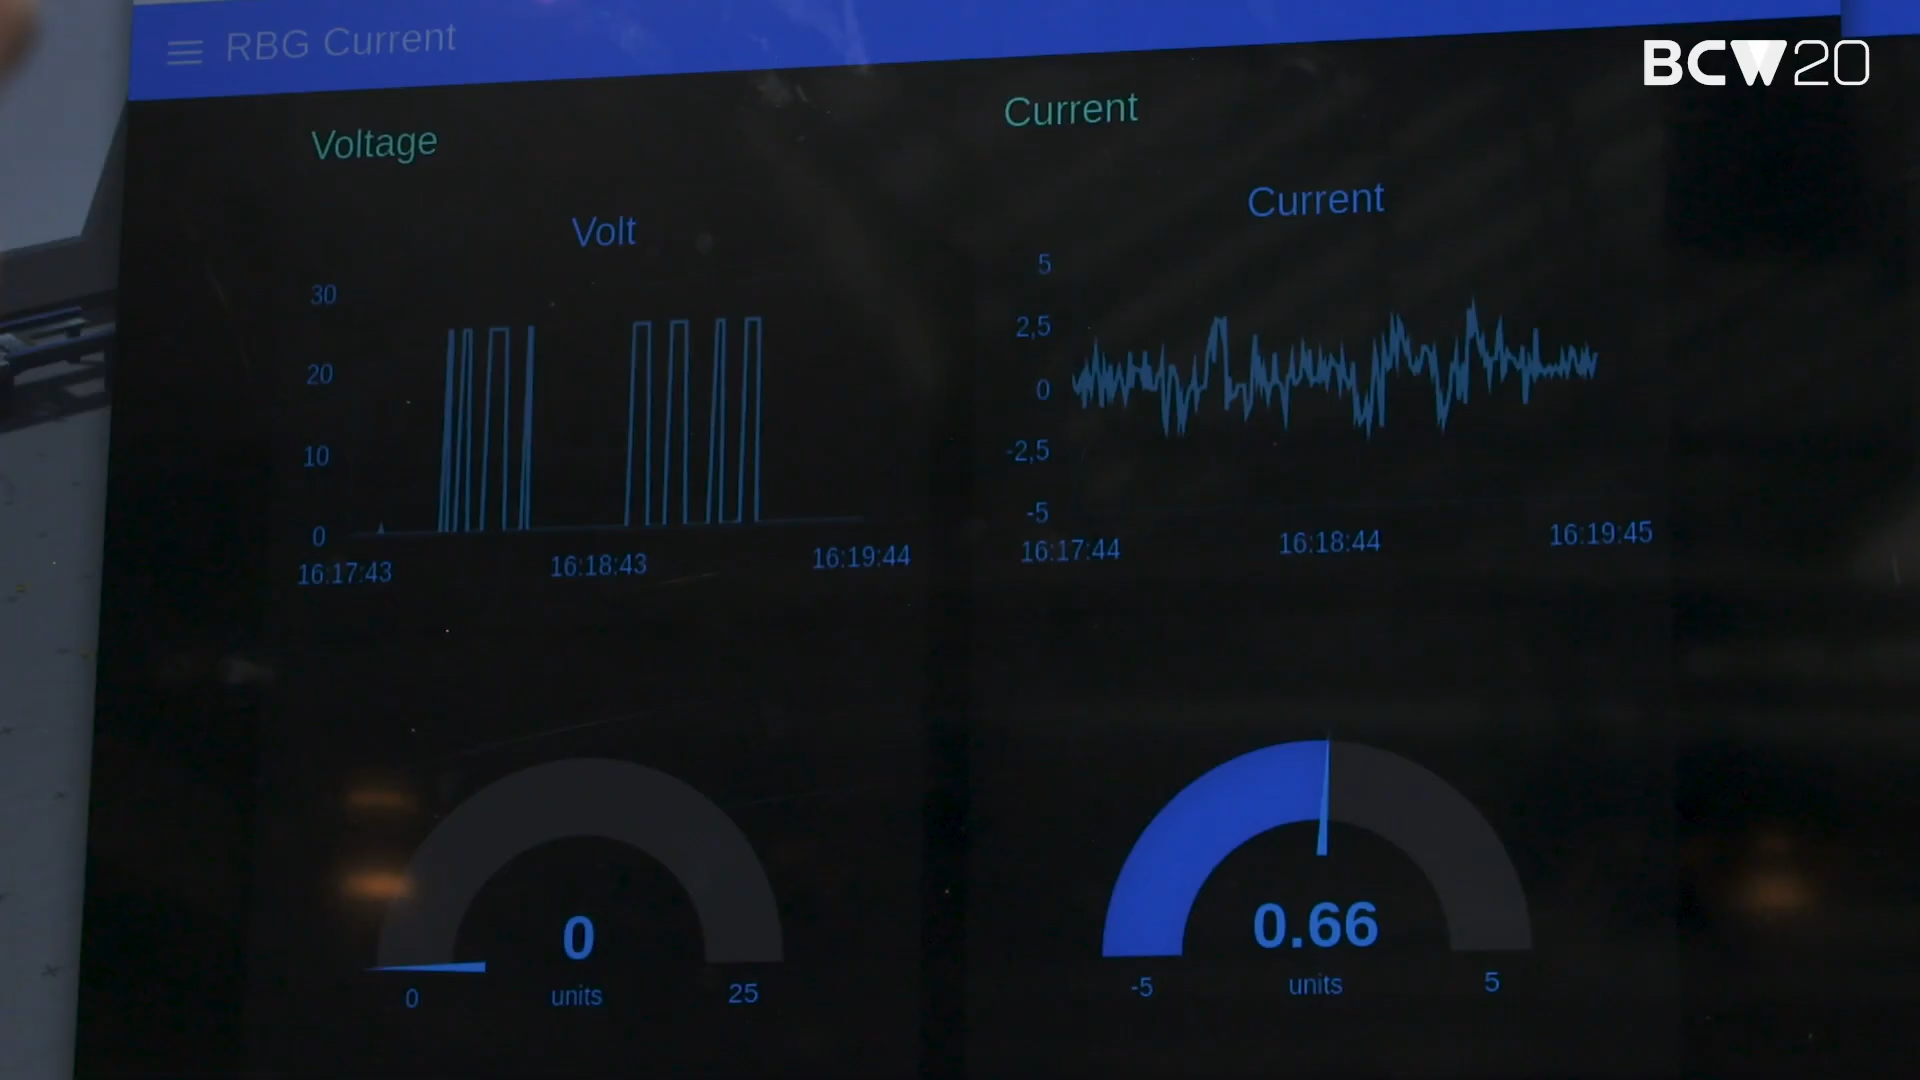 RBG Current
BCW20
Voltage
Current
Volt
Current
30
20
10
0
16:17:43
16:18:43
16:19:44
5
2,5
0
-2,5
-5
16:17:44
16:18:44
16:19:45
0
0
units
25
0.66
-5
units
5